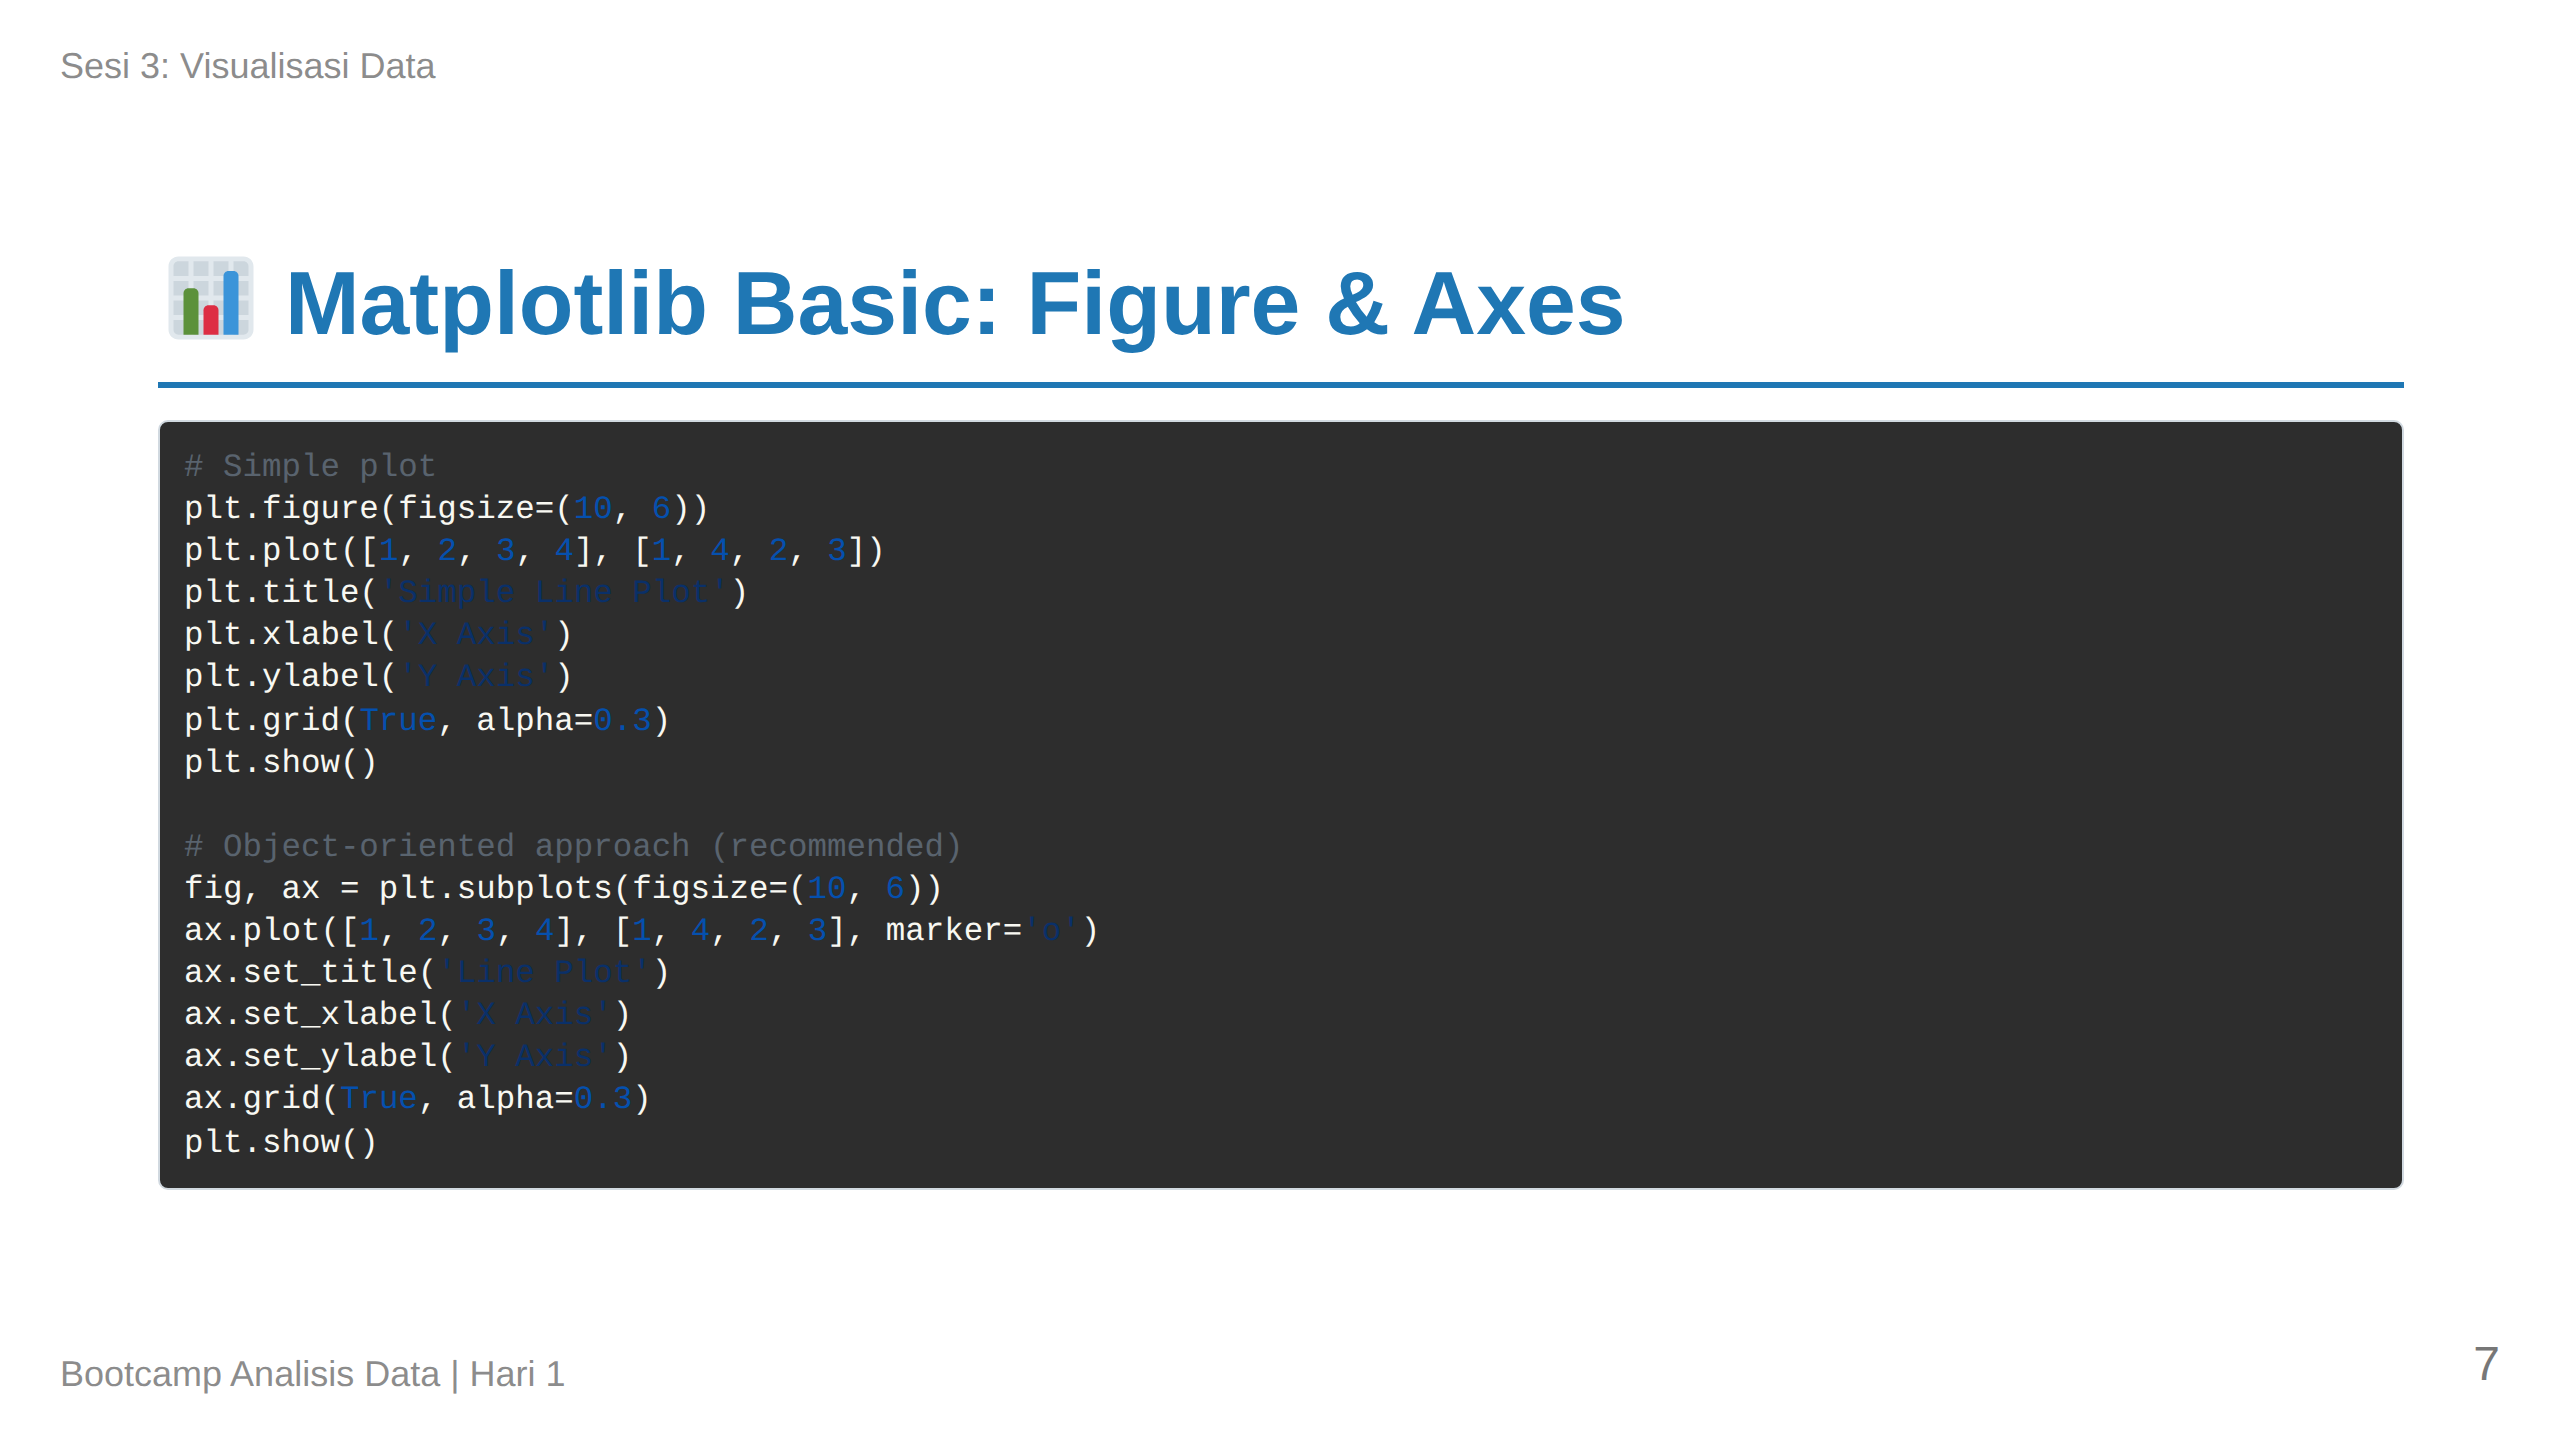 Sesi 3: Visualisasi Data
📊 Matplotlib Basic: Figure & Axes
# Simple plot
plt.figure(figsize=(10, 6))
plt.plot([1, 2, 3, 4], [1, 4, 2, 3])
plt.title('Simple Line Plot')
plt.xlabel('X Axis')
plt.ylabel('Y Axis')
plt.grid(True, alpha=0.3)
plt.show()

# Object-oriented approach (recommended)
fig, ax = plt.subplots(figsize=(10, 6))
ax.plot([1, 2, 3, 4], [1, 4, 2, 3], marker='o')
ax.set_title('Line Plot')
ax.set_xlabel('X Axis')
ax.set_ylabel('Y Axis')
ax.grid(True, alpha=0.3)
plt.show()
Bootcamp Analisis Data | Hari 1
7